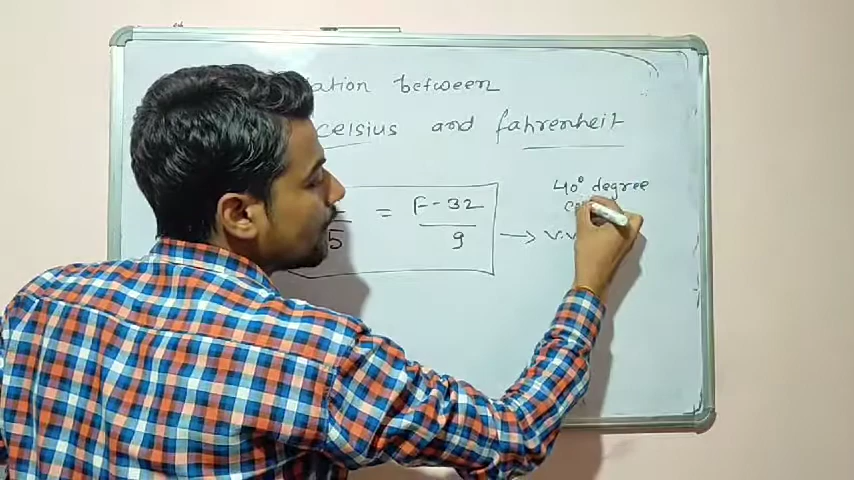 ation between
celsius and fahrenheit
5 = F-32 / 9 →
40° degree